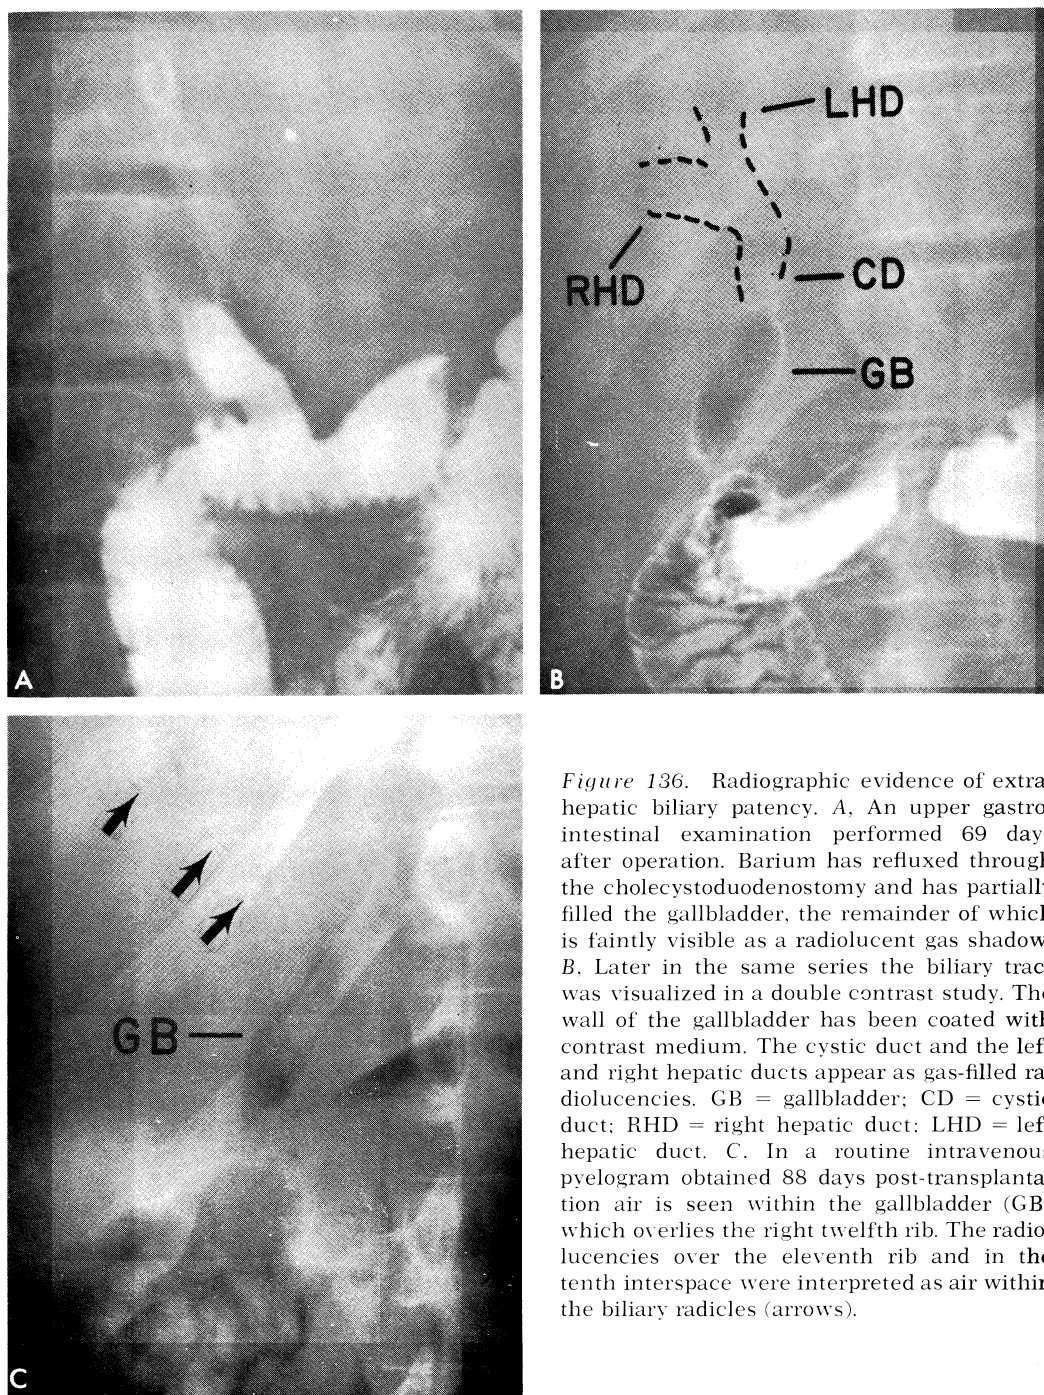 LHD
RHD
CD
GB
A
B
GB
C
Figure 136. Radiographic evidence of extra
hepatic biliary patency. A, An upper gastro
intestinal examination performed 69 day
after operation. Barium has refluxed through
the cholecystoduodenostomy and has partiall
filled the gallbladder, the remainder of which
is faintly visible as a radiolucent gas shadow
B. Later in the same series the biliary trac
was visualized in a double contrast study. The
wall of the gallbladder has been coated with
contrast medium. The cystic duct and the lef
and right hepatic ducts appear as gas-filled ra
diolucencies. GB = gallbladder; CD = cystic
duct; RHD = right hepatic duct; LHD = lef
hepatic duct. C. In a routine intravenou
pyelogram obtained 88 days post-transplanta
tion air is seen within the gallbladder (GB
which overlies the right twelfth rib. The radio
lucencies over the eleventh rib and in the
tenth interspace were interpreted as air within
the biliary radicles (arrows).